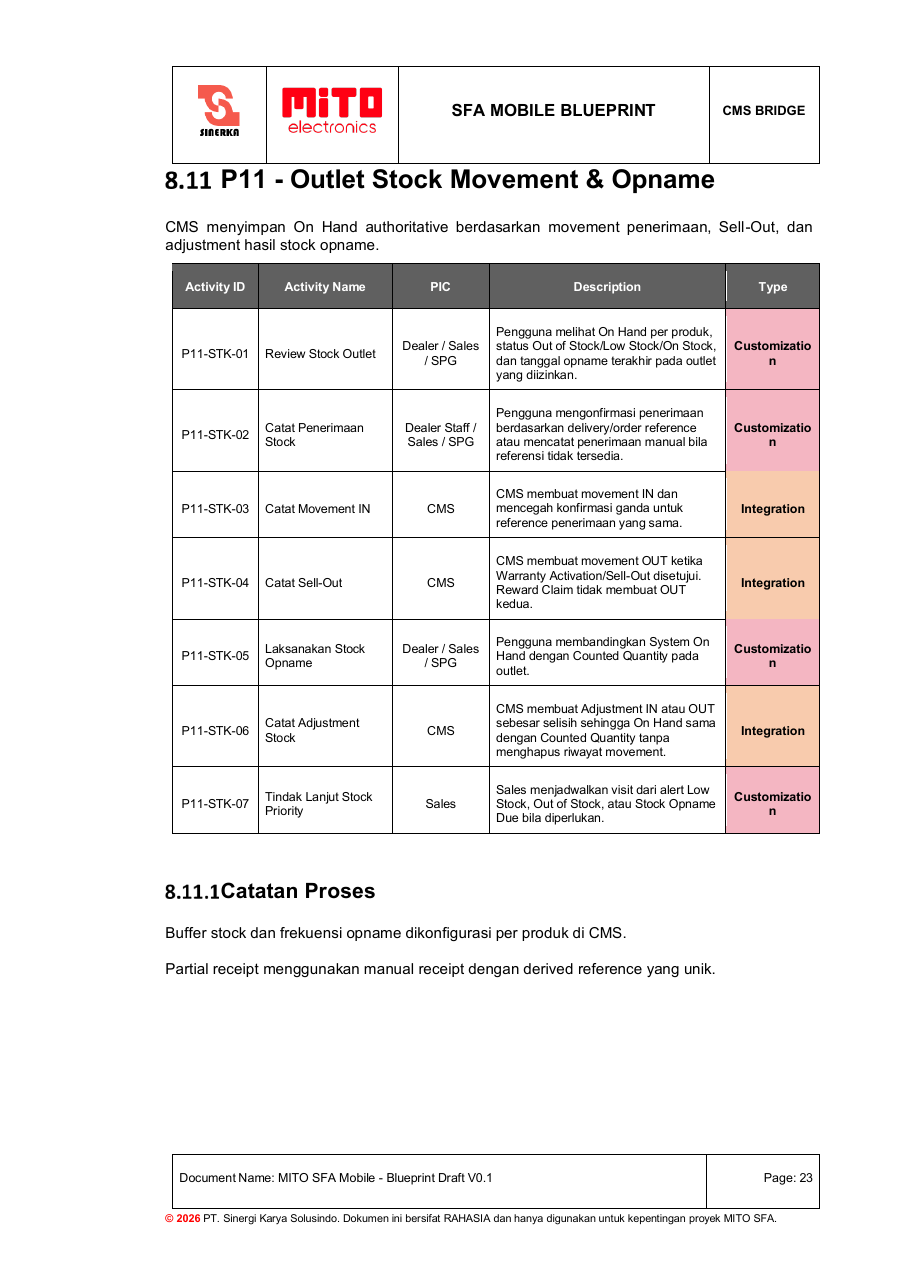 SINERKA
MiTO
electronics
SFA MOBILE BLUEPRINT
CMS BRIDGE
8.11 P11 - Outlet Stock Movement & Opname
CMS menyimpan On Hand authoritative berdasarkan movement penerimaan, Sell-Out, dan
adjustment hasil stock opname.
Activity ID
Activity Name
PIC
Description
Type
P11-STK-01
Review Stock Outlet
Dealer / Sales
/ SPG
Pengguna melihat On Hand per produk,
status Out of Stock/Low Stock/On Stock,
dan tanggal opname terakhir pada outlet
yang diizinkan.
Customizatio
n
P11-STK-02
Catat Penerimaan
Stock
Dealer Staff /
Sales / SPG
Pengguna mengonfirmasi penerimaan
berdasarkan delivery/order reference
atau mencatat penerimaan manual bila
referensi tidak tersedia.
Customizatio
n
P11-STK-03
Catat Movement IN
CMS
CMS membuat movement IN dan
mencegah konfirmasi ganda untuk
reference penerimaan yang sama.
Integration
P11-STK-04
Catat Sell-Out
CMS
CMS membuat movement OUT ketika
Warranty Activation/Sell-Out disetujui.
Reward Claim tidak membuat OUT
kedua.
Integration
P11-STK-05
Laksanakan Stock
Opname
Dealer / Sales
/ SPG
Pengguna membandingkan System On
Hand dengan Counted Quantity pada
outlet.
Customizatio
n
P11-STK-06
Catat Adjustment
Stock
CMS
CMS membuat Adjustment IN atau OUT
sebesar selisih sehingga On Hand sama
dengan Counted Quantity tanpa
menghapus riwayat movement.
Integration
P11-STK-07
Tindak Lanjut Stock
Priority
Sales
Sales menjadwalkan visit dari alert Low
Stock, Out of Stock, atau Stock Opname
Due bila diperlukan.
Customizatio
n
8.11.1Catatan Proses
Buffer stock dan frekuensi opname dikonfigurasi per produk di CMS.
Partial receipt menggunakan manual receipt dengan derived reference yang unik.
Document Name: MITO SFA Mobile - Blueprint Draft V0.1
Page: 23
© 2026 PT. Sinergi Karya Solusindo. Dokumen ini bersifat RAHASIA dan hanya digunakan untuk kepentingan proyek MITO SFA.